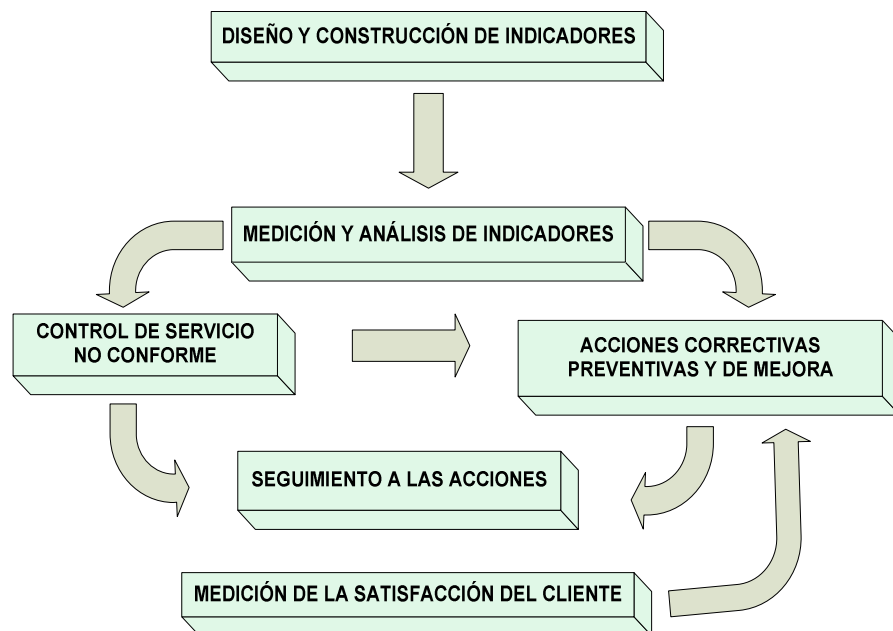 DISEÑO Y CONSTRUCCIÓN DE INDICADORES
MEDICIÓN Y ANÁLISIS DE INDICADORES
CONTROL DE SERVICIO
NO CONFORME
ACCIONES CORRECTIVAS
PREVENTIVAS Y DE MEJORA
SEGUIMIENTO A LAS ACCIONES
MEDICIÓN DE LA SATISFACCIÓN DEL CLIENTE